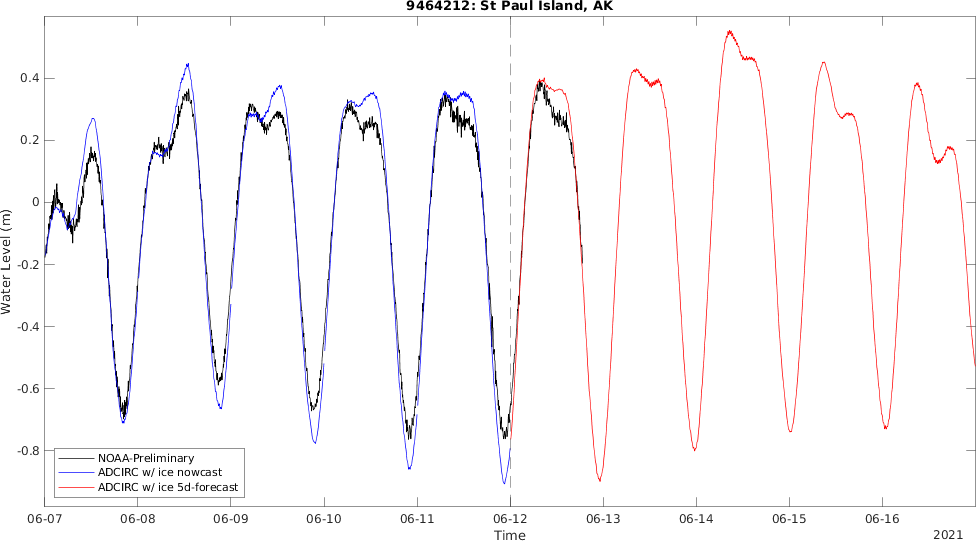 9464212: St Paul Island, AK
Water Level (m)
0.4
0.2
0
-0.2
-0.4
-0.6
-0.8
NOAA-Preliminary
ADCIRC w/ ice nowcast
ADCIRC w/ ice 5d-forecast
06-07 06-08 06-09 06-10 06-11 06-12 06-13 06-14 06-15 06-16
Time
2021